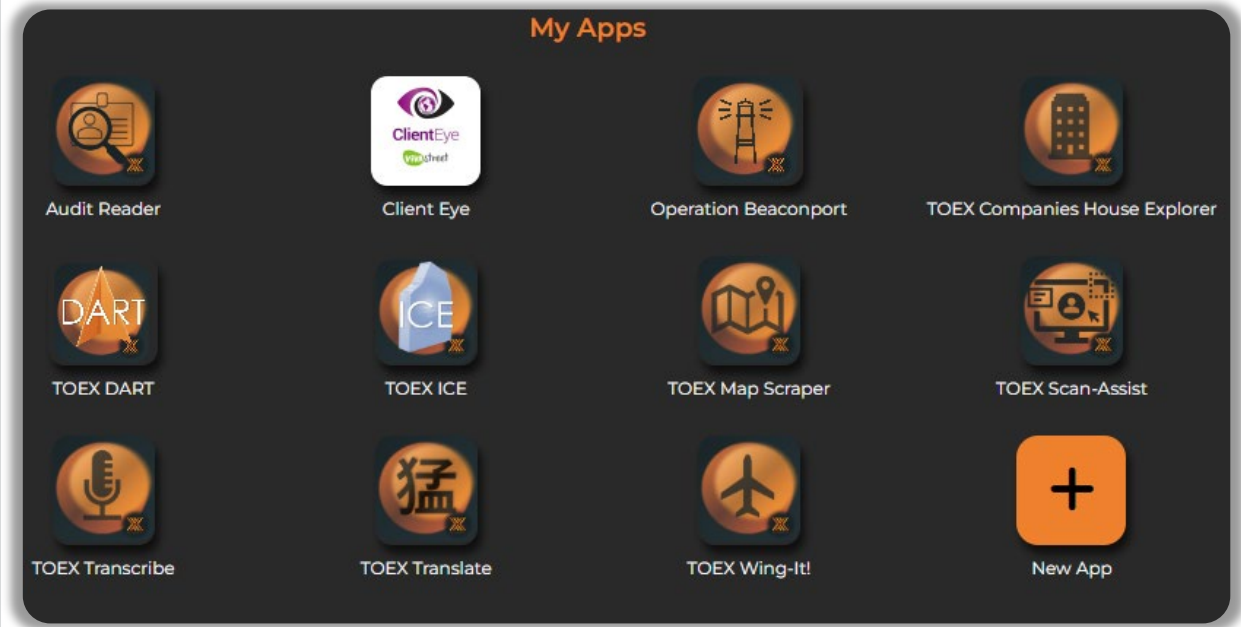 My Apps
ClientEye
vivastreet
Audit Reader
Client Eye
Operation Beaconport
TOEX Companies House Explorer
DART
ICE
TOEX DART
TOEX ICE
TOEX Map Scraper
TOEX Scan-Assist
猛
TOEX Transcribe
TOEX Translate
TOEX Wing-It!
New App